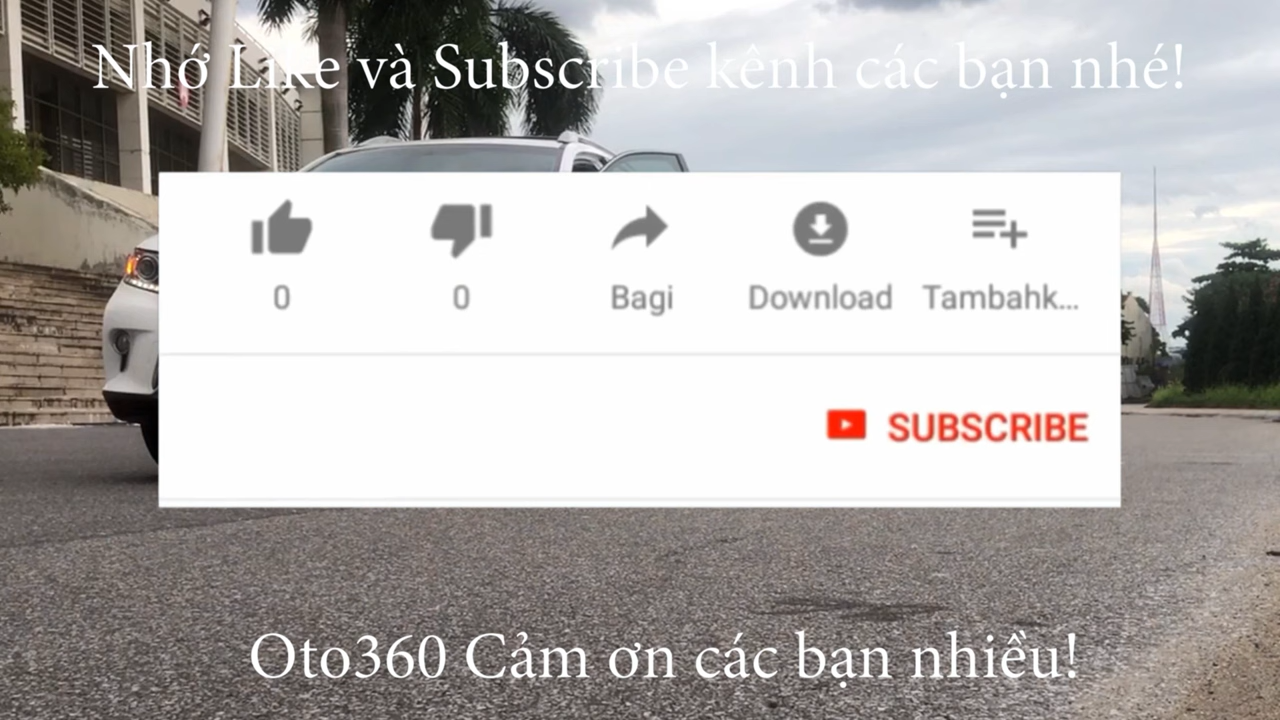 Nhớ Like và Subscribe kênh các bạn nhé!
0 0 Bagi Download Tambahk...
SUBSCRIBE
Oto360 Cảm ơn các bạn nhiều!